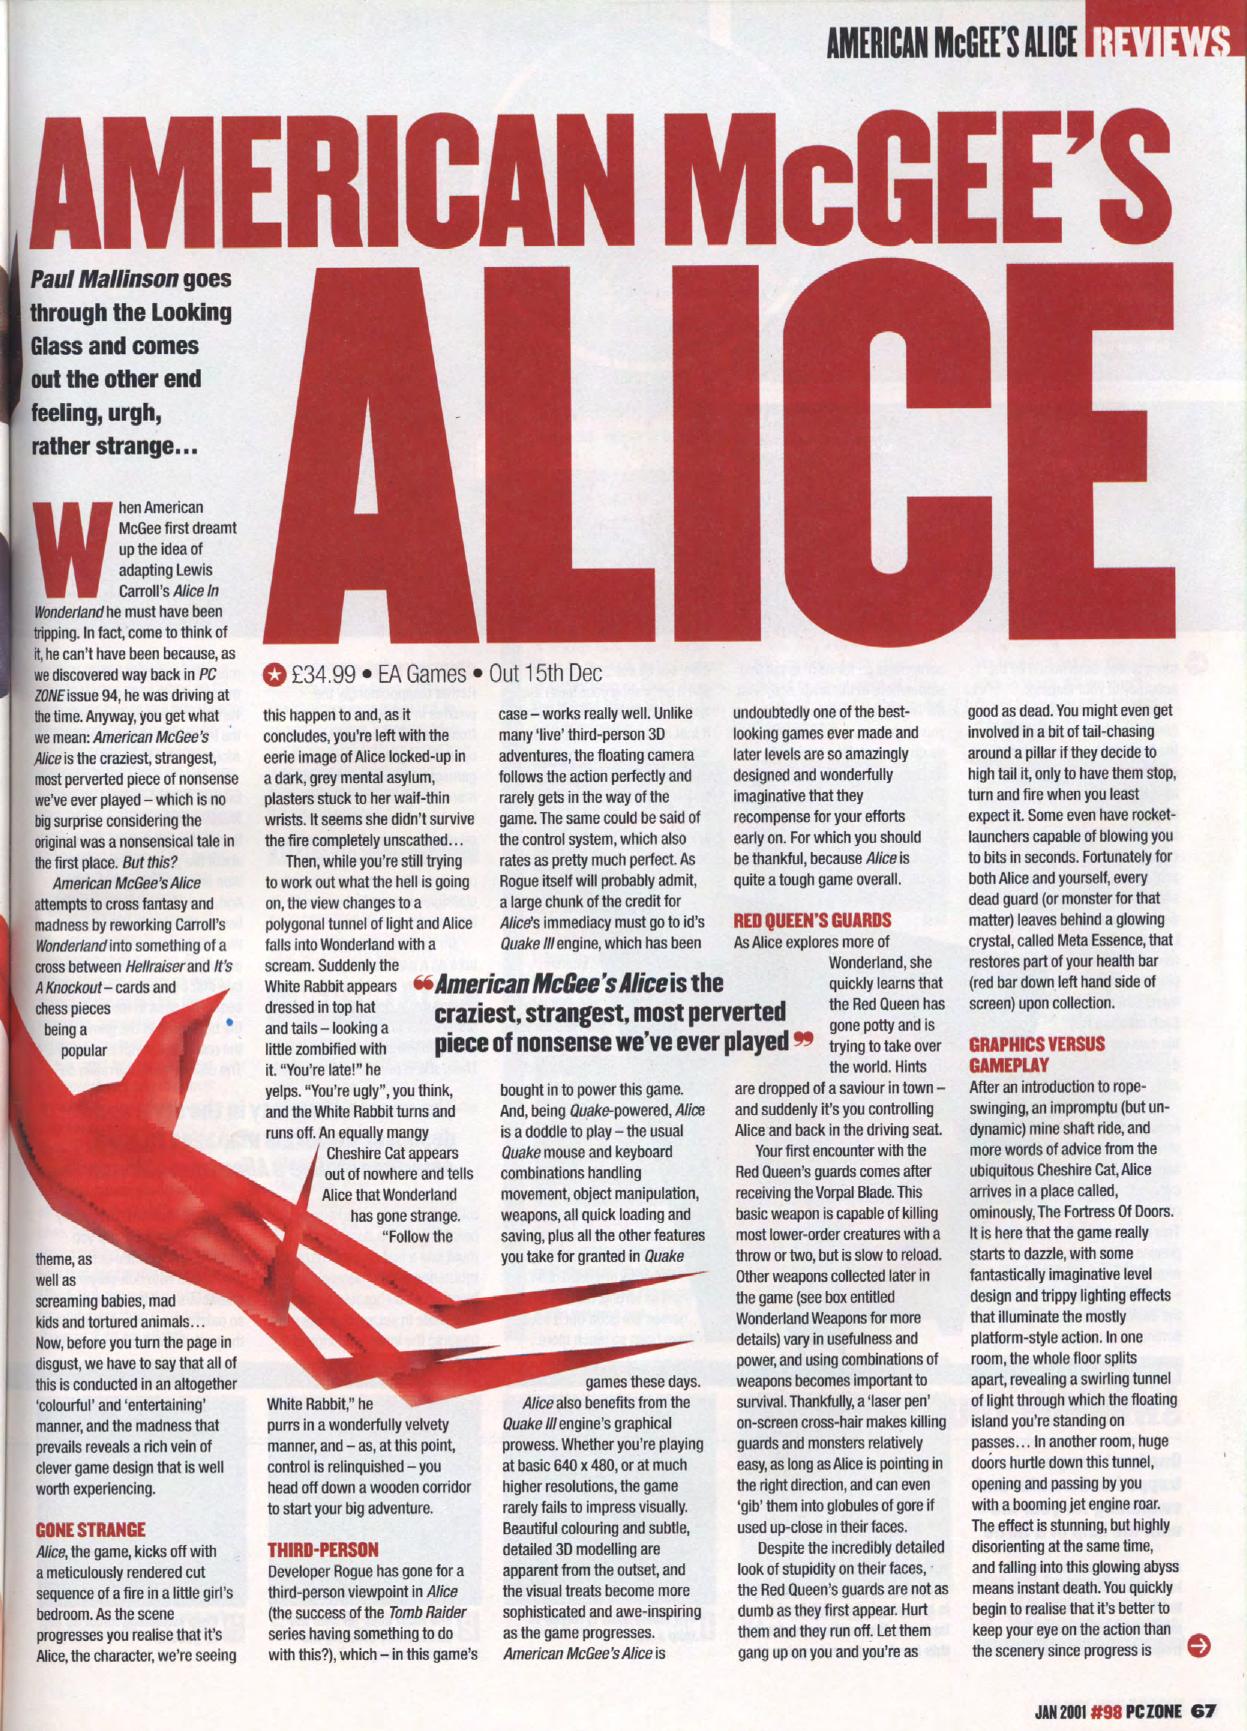 AMERICAN McGEE'S ALICE REVIEWS
AMERICAN McGEE'S
ALICE
Paul Mallinson goes
through the Looking
Glass and comes
out the other end
feeling, urgh,
rather strange...
£34.99 • EA Games • Out 15th Dec
When American
McGee first dreamt
up the idea of
adapting Lewis
Carroll's Alice In
Wonderland he must have been
tripping. In fact, come to think of
it, he can't have been because, as
we discovered way back in PC
ZONE issue 94, he was driving at
the time. Anyway, you get what
we mean: American McGee's
Alice is the craziest, strangest,
most perverted piece of nonsense
we've ever played – which is no
big surprise considering the
original was a nonsensical tale in
the first place. But this?
American McGee's Alice
attempts to cross fantasy and
madness by reworking Carroll's
Wonderland into something of a
cross between Hellraiser and It's
A Knockout – cards and
chess pieces
being a
popular
theme, as
well as
screaming babies, mad
kids and tortured animals...
Now, before you turn the page in
disgust, we have to say that all of
this is conducted in an altogether
'colourful' and 'entertaining'
manner, and the madness that
prevails reveals a rich vein of
clever game design that is well
worth experiencing.
GONE STRANGE
Alice, the game, kicks off with
a meticulously rendered cut
sequence of a fire in a little girl's
bedroom. As the scene
progresses you realise that it's
Alice, the character, we're seeing
this happen to and, as it
concludes, you're left with the
eerie image of Alice locked-up in
a dark, grey mental asylum,
plasters stuck to her waif-thin
wrists. It seems she didn't survive
the fire completely unscathed...
Then, while you're still trying
to work out what the hell is going
on, the view changes to a
polygonal tunnel of light and Alice
falls into Wonderland with a
scream. Suddenly the
White Rabbit appears
dressed in top hat
and tails – looking a
little zombified with
it. "You're late!" he
yelps. "You're ugly", you think,
and the White Rabbit turns and
runs off. An equally mangy
Cheshire Cat appears
out of nowhere and tells
Alice that Wonderland
has gone strange.
"Follow the
White Rabbit," he
purrs in a wonderfully velvety
manner, and – as, at this point,
control is relinquished – you
head off down a wooden corridor
to start your big adventure.
THIRD-PERSON
Developer Rogue has gone for a
third-person viewpoint in Alice
(the success of the Tomb Raider
series having something to do
with this?), which – in this game's
case – works really well. Unlike
many 'live' third-person 3D
adventures, the floating camera
follows the action perfectly and
rarely gets in the way of the
game. The same could be said of
the control system, which also
rates as pretty much perfect. As
Rogue itself will probably admit,
a large chunk of the credit for
Alice's immediacy must go to id's
Quake III engine, which has been
"American McGee's Alice is the
craziest, strangest, most perverted
piece of nonsense we've ever played"
bought in to power this game.
And, being Quake-powered, Alice
is a doddle to play – the usual
Quake mouse and keyboard
combinations handling
movement, object manipulation,
weapons, all quick loading and
saving, plus all the other features
you take for granted in Quake
games these days.
Alice also benefits from the
Quake III engine's graphical
prowess. Whether you're playing
at basic 640 x 480, or at much
higher resolutions, the game
rarely fails to impress visually.
Beautiful colouring and subtle,
detailed 3D modelling are
apparent from the outset, and
the visual treats become more
sophisticated and awe-inspiring
as the game progresses.
American McGee's Alice is
undoubtedly one of the best-
looking games ever made and
later levels are so amazingly
designed and wonderfully
imaginative that they
recompense for your efforts
early on. For which you should
be thankful, because Alice is
quite a tough game overall.
RED QUEEN'S GUARDS
As Alice explores more of
Wonderland, she
quickly learns that
the Red Queen has
gone potty and is
trying to take over
the world. Hints
are dropped of a saviour in town –
and suddenly it's you controlling
Alice and back in the driving seat.
Your first encounter with the
Red Queen's guards comes after
receiving the Vorpal Blade. This
basic weapon is capable of killing
most lower-order creatures with a
throw or two, but is slow to reload.
Other weapons collected later in
the game (see box entitled
Wonderland Weapons for more
details) vary in usefulness and
power, and using combinations of
weapons becomes important to
survival. Thankfully, a 'laser pen'
on-screen cross-hair makes killing
guards and monsters relatively
easy, as long as Alice is pointing in
the right direction, and can even
'gib' them into globules of gore if
used up-close in their faces.
Despite the incredibly detailed
look of stupidity on their faces,
the Red Queen's guards are not as
dumb as they first appear. Hurt
them and they run off. Let them
gang up on you and you're as
good as dead. You might even get
involved in a bit of tail-chasing
around a pillar if they decide to
high tail it, only to have them stop,
turn and fire when you least
expect it. Some even have rocket-
launchers capable of blowing you
to bits in seconds. Fortunately for
both Alice and yourself, every
dead guard (or monster for that
matter) leaves behind a glowing
crystal, called Meta Essence, that
restores part of your health bar
(red bar down left hand side of
screen) upon collection.
GRAPHICS VERSUS
GAMEPLAY
After an introduction to rope-
swinging, an impromptu (but un-
dynamic) mine shaft ride, and
more words of advice from the
ubiquitous Cheshire Cat, Alice
arrives in a place called,
ominously, The Fortress Of Doors.
It is here that the game really
starts to dazzle, with some
fantastically imaginative level
design and trippy lighting effects
that illuminate the mostly
platform-style action. In one
room, the whole floor splits
apart, revealing a swirling tunnel
of light through which the floating
island you're standing on
passes... In another room, huge
doors hurtle down this tunnel,
opening and passing by you
with a booming jet engine roar.
The effect is stunning, but highly
disorienting at the same time,
and falling into this glowing abyss
means instant death. You quickly
begin to realise that it's better to
keep your eye on the action than
the scenery since progress is
JAN 2001 #98 PC ZONE 67